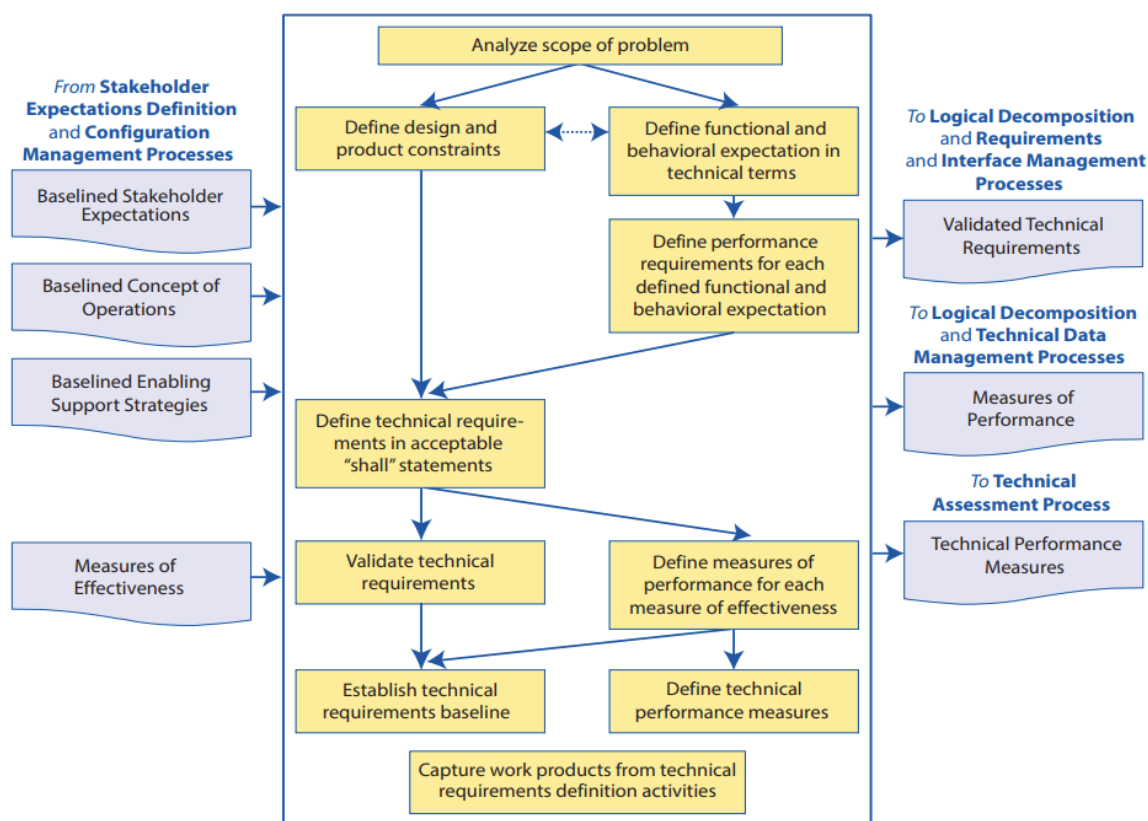 Analyze scope of problem
From Stakeholder
Expectations Definition
and Configuration
Management Processes
Baselined Stakeholder
Expectations
Baselined Concept of
Operations
Baselined Enabling
Support Strategies
Measures of
Effectiveness
Define design and
product constraints
Define functional and
behavioral expectation in
technical terms
Define performance
requirements for each
defined functional and
behavioral expectation
Define technical require-
ments in acceptable
“shall” statements
Validate technical
requirements
Define measures of
performance for each
measure of effectiveness
Establish technical
requirements baseline
Define technical
performance measures
Capture work products from technical
requirements definition activities
To Logical Decomposition
and Requirements
and Interface Management
Processes
Validated Technical
Requirements
To Logical Decomposition
and Technical Data
Management Processes
Measures of
Performance
To Technical
Assessment Process
Technical Performance
Measures